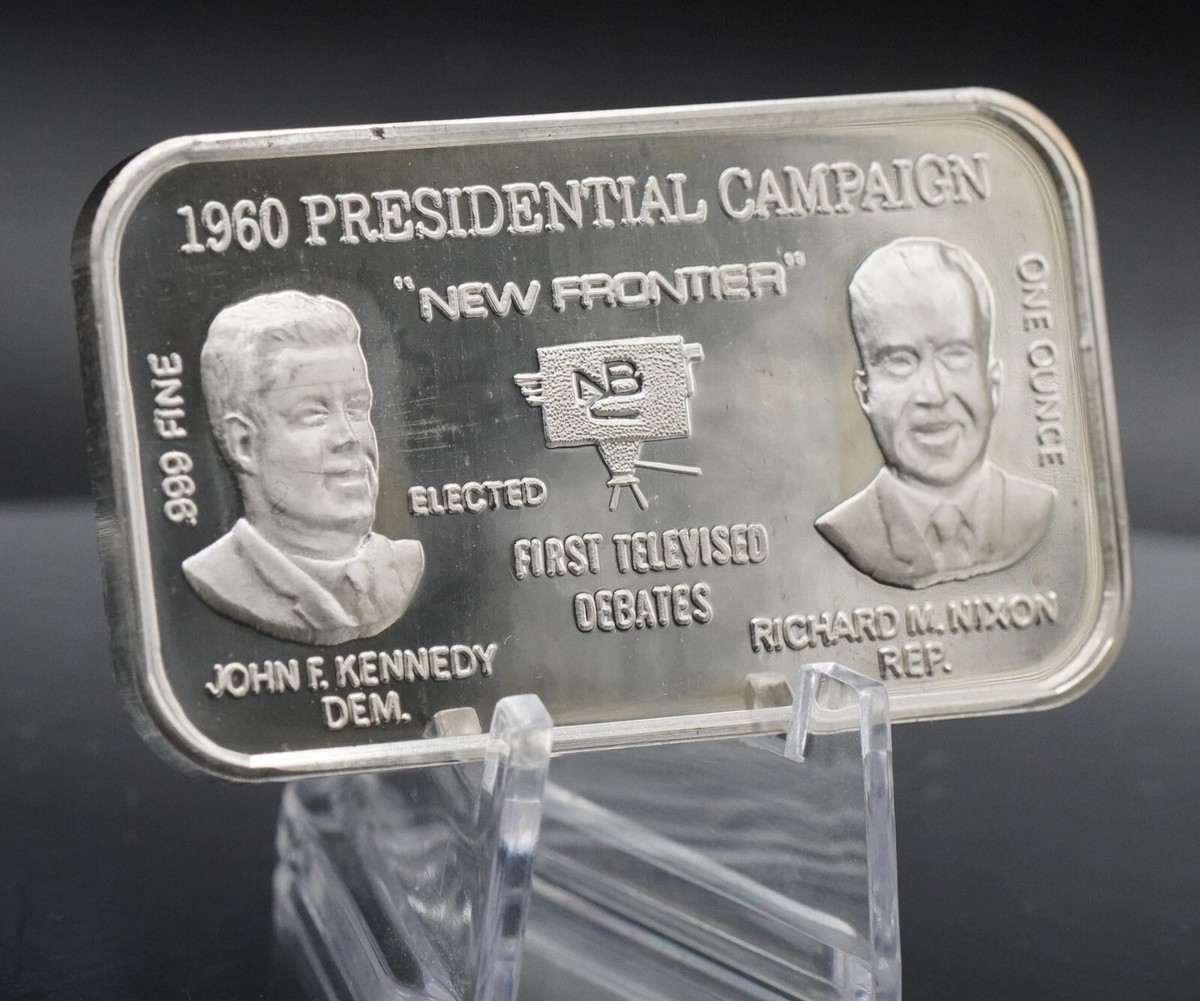 1960 PRESIDENTIAL CAMPAIGN
"NEW FRONTIER"
NBC
.999 FINE
ONE OUNCE
ELECTED
FIRST TELEVISED
DEBATES
JOHN F. KENNEDY
DEM.
RICHARD M. NIXON
REP.